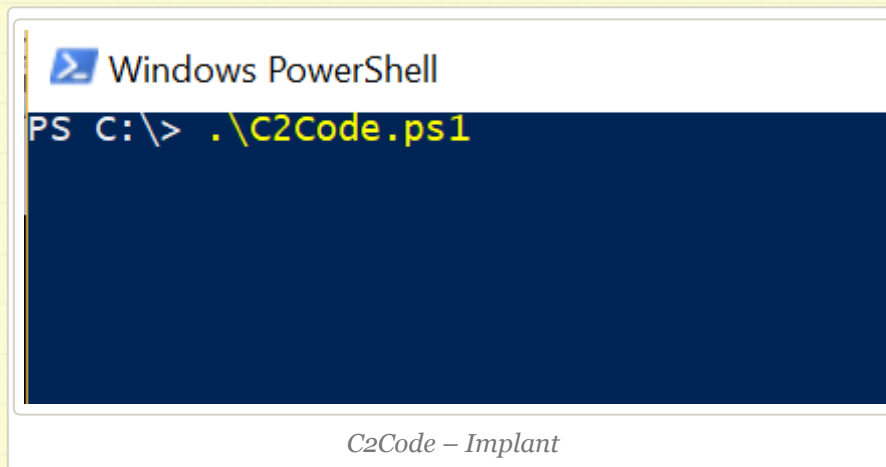 Windows PowerShell
PS C:\> .\C2Code.ps1
C2Code – Implant